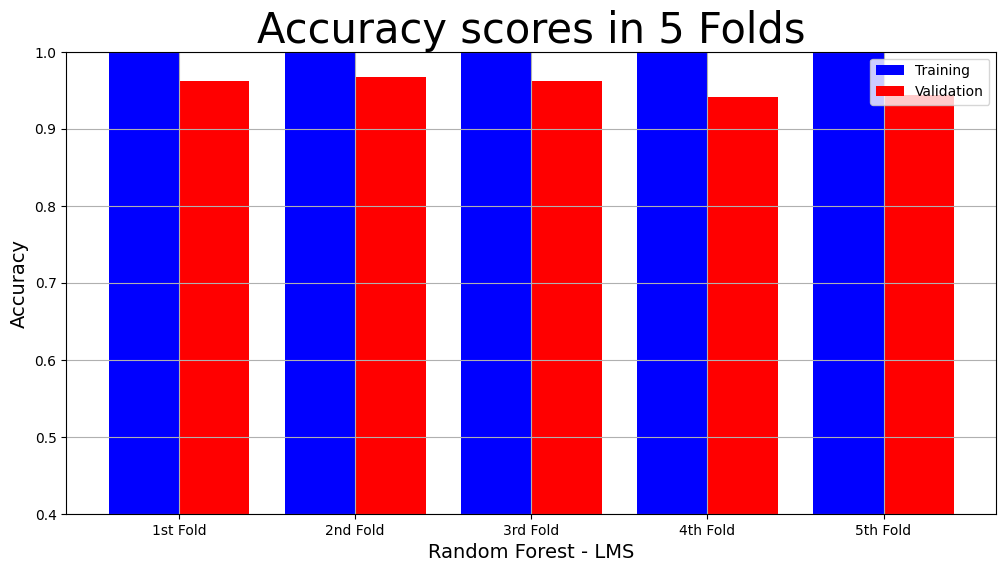 Accuracy scores in 5 Folds
Training
Validation
1.0
0.9
0.8
0.7
0.6
0.5
0.4
Accuracy
1st Fold
2nd Fold
3rd Fold
4th Fold
5th Fold
Random Forest - LMS